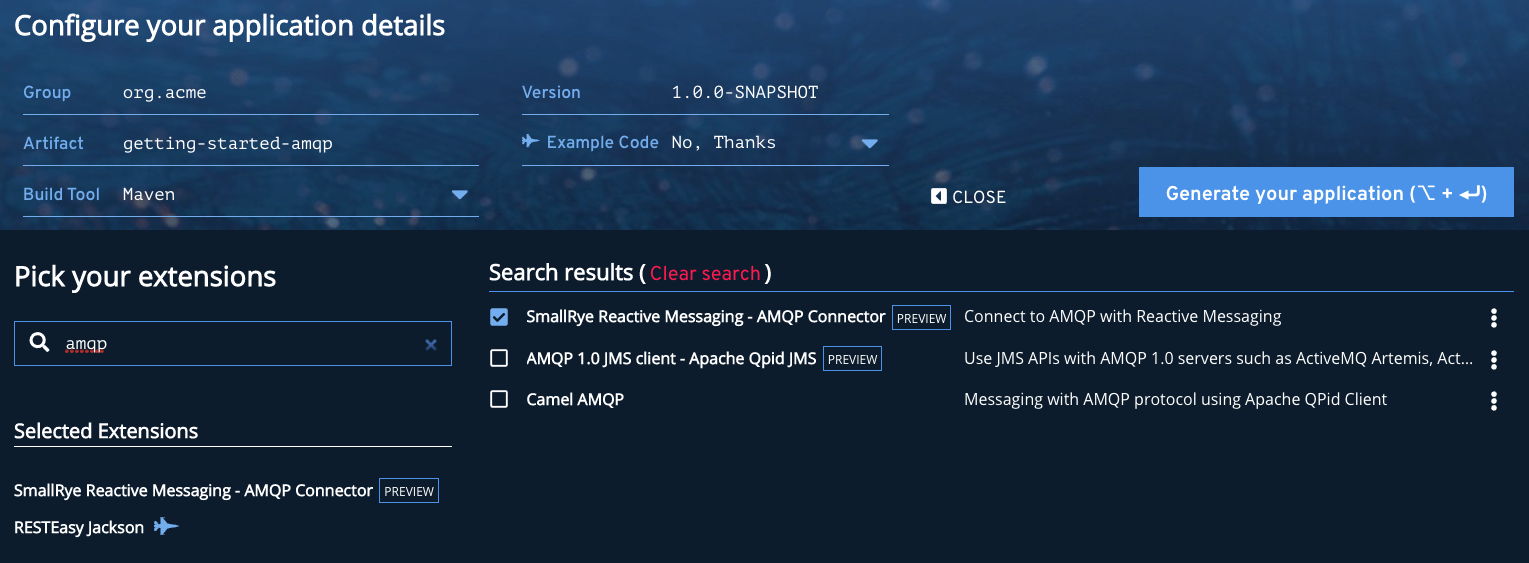 Configure your application details
Group org.acme Version 1.0.0-SNAPSHOT
Artifact getting-started-amqp Example Code No, Thanks
Build Tool Maven CLOSE Generate your application (⌥ + ↵)
Pick your extensions
Search results ( Clear search )
amqp
SmallRye Reactive Messaging - AMQP Connector PREVIEW Connect to AMQP with Reactive Messaging
AMQP 1.0 JMS client - Apache Qpid JMS PREVIEW Use JMS APIs with AMQP 1.0 servers such as ActiveMQ Artemis, Act...
Camel AMQP Messaging with AMQP protocol using Apache QPid Client
Selected Extensions
SmallRye Reactive Messaging - AMQP Connector PREVIEW
RESTEasy Jackson